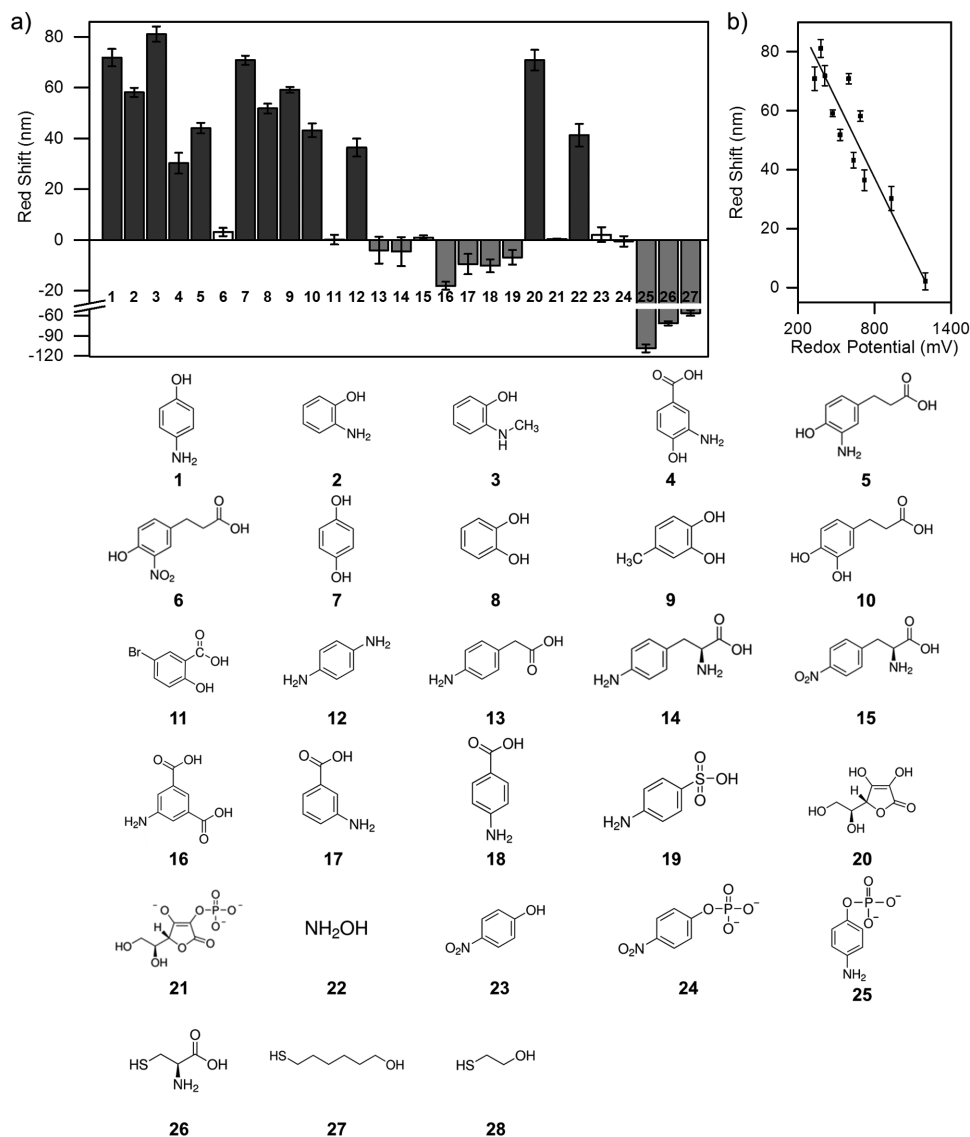 a)
b)
Red Shift (nm)
80
60
40
20
0
-20
-60
-90
-120
1 2 3 4 5 6 7 8 9 10 11 12 13 14 15 16 17 18 19 20 21 22 23 24 25 26 27
Red Shift (nm)
80
60
40
20
0
200 800 1400
Redox Potential (mV)
OH
NH₂
1
OH
NH₂
2
OH
N
H
CH₃
3
O
OH
NH₂
OH
4
O
OH
HO
NH₂
5
O
OH
HO
NO₂
6
OH
OH
7
OH
OH
8
OH
OH
H₃C
9
O
OH
HO
OH
10
Br
O
C
OH
OH
11
NH₂
H₂N
12
OH
O
H₂N
13
O
OH
NH₂
H₂N
14
O
OH
NH₂
O₂N
15
O
OH
H₂N
OH
O
16
O
OH
NH₂
17
O
OH
NH₂
18
O
S
OH
O
H₂N
19
HO
OH
H
HO
O
O
OH
20
⁻O
O
P
O
O⁻
O⁻
H
HO
O
O
OH
21
NH₂OH
22
OH
O₂N
23
O
O
P
O⁻
O⁻
O₂N
24
O
O
P
O⁻
O⁻
NH₂
25
O
HS
OH
NH₂
26
HS
OH
27
HS
OH
28